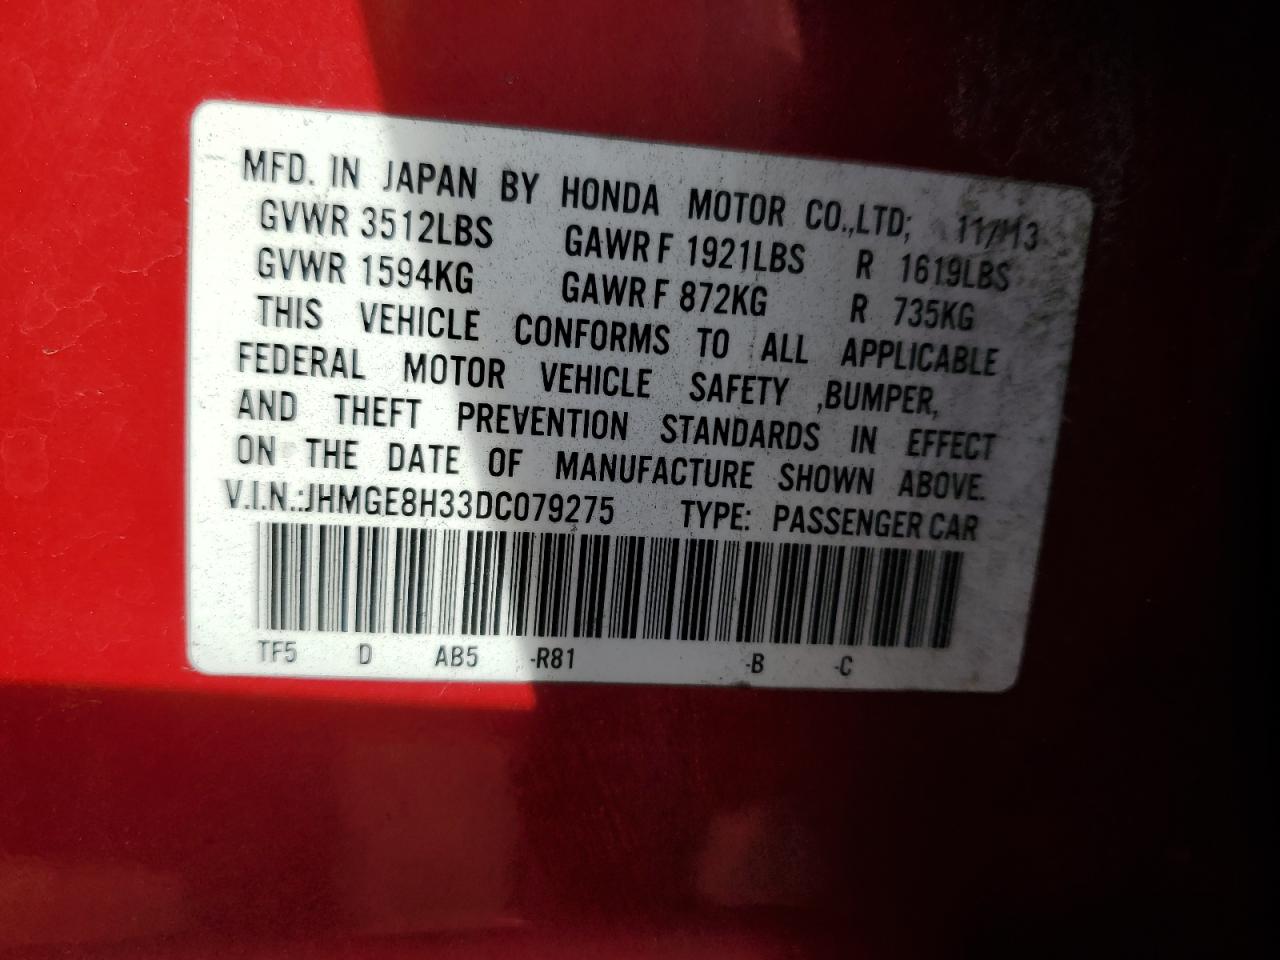 MFD. IN JAPAN BY HONDA MOTOR CO.,LTD; 11/13
GVWR 3512LBS GAWR F 1921LBS R 1619LBS
GVWR 1594KG GAWR F 872KG R 735KG
THIS VEHICLE CONFORMS TO ALL APPLICABLE
FEDERAL MOTOR VEHICLE SAFETY ,BUMPER,
AND THEFT PREVENTION STANDARDS IN EFFECT
ON THE DATE OF MANUFACTURE SHOWN ABOVE.
V.I.N.:JHMGE8H33DC079275 TYPE: PASSENGER CAR
TF5 D AB5 -R81 -B -C